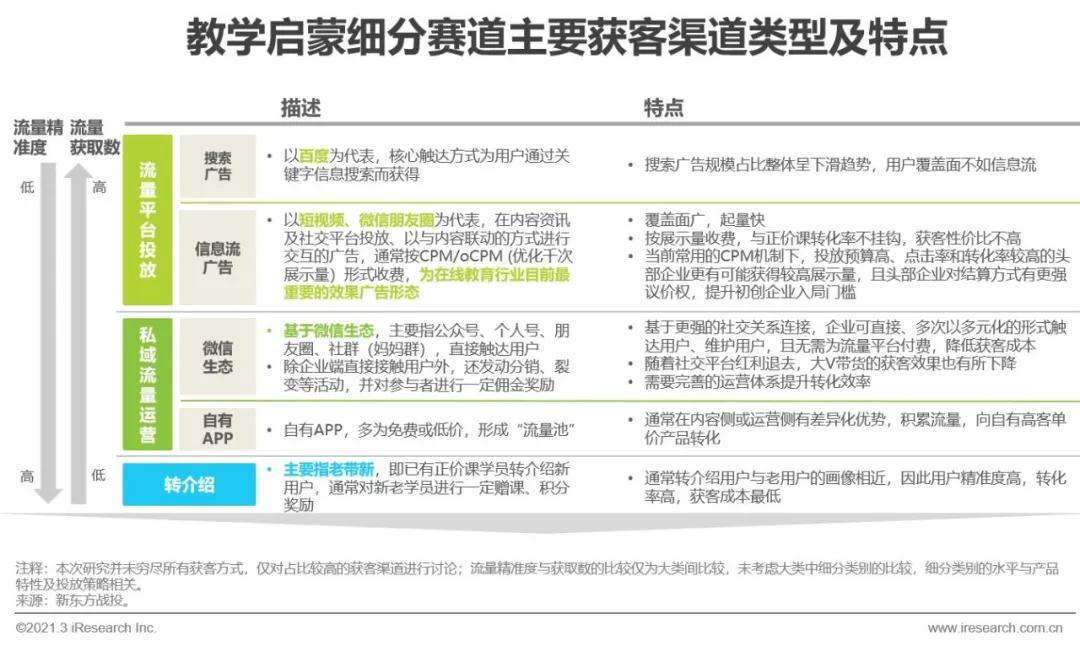 教学启蒙细分赛道主要获客渠道类型及特点
描述
特点
流量精
准度
流量
获取数
低
高
高
低
流量平台投放
搜索
广告
• 以百度为代表，核心触达方式为用户通过关
键字信息搜索而获得
• 搜索广告规模占比整体呈下滑趋势，用户覆盖面不如信息流
信息流
广告
• 以短视频、微信朋友圈为代表，在内容资讯
及社交平台投放、以与内容联动的方式进行
交互的广告，通常按CPM/oCPM (优化千次
展示量）形式收费，为在线教育行业目前最
重要的效果广告形态
• 覆盖面广，起量快
• 按展示量收费，与正价课转化率不挂钩，获客性价比不高
• 当前常用的CPM机制下，投放预算高、点击率和转化率较高的头
部企业更有可能获得较高展示量，且头部企业对结算方式有更强
议价权，提升初创企业入局门槛
私域流量运营
微信
生态
• 基于微信生态，主要指公众号、个人号、朋
友圈、社群（妈妈群），直接触达用户
• 除企业端直接接触用户外，还发动分销、裂
变等活动，并对参与者进行一定佣金奖励
• 基于更强的社交关系连接，企业可直接、多次以多元化的形式触
达用户、维护用户，且无需为流量平台付费，降低获客成本
• 随着社交平台红利退去，大V带货的获客效果也有所下降
• 需要完善的运营体系提升转化效率
自有
APP
• 自有APP，多为免费或低价，形成“流量池”
• 通常在内容侧或运营侧有差异化优势，积累流量，向自有高客单
价产品转化
转介绍
• 主要指老带新，即已有正价课学员转介绍新
用户，通常对新老学员进行一定赠课、积分
奖励
• 通常转介绍用户与老用户的画像相近，因此用户精准度高，转化
率高，获客成本最低
注释：本次研究并未穷尽所有获客方式，仅对占比较高的获客渠道进行讨论；流量精准度与获取数的比较仅为大类间比较，未考虑大类中细分类别的比较，细分类别的水平与产品
特性及投放策略相关。
来源：新东方战投。
©2021.3 iResearch Inc.
www.iresearch.com.cn